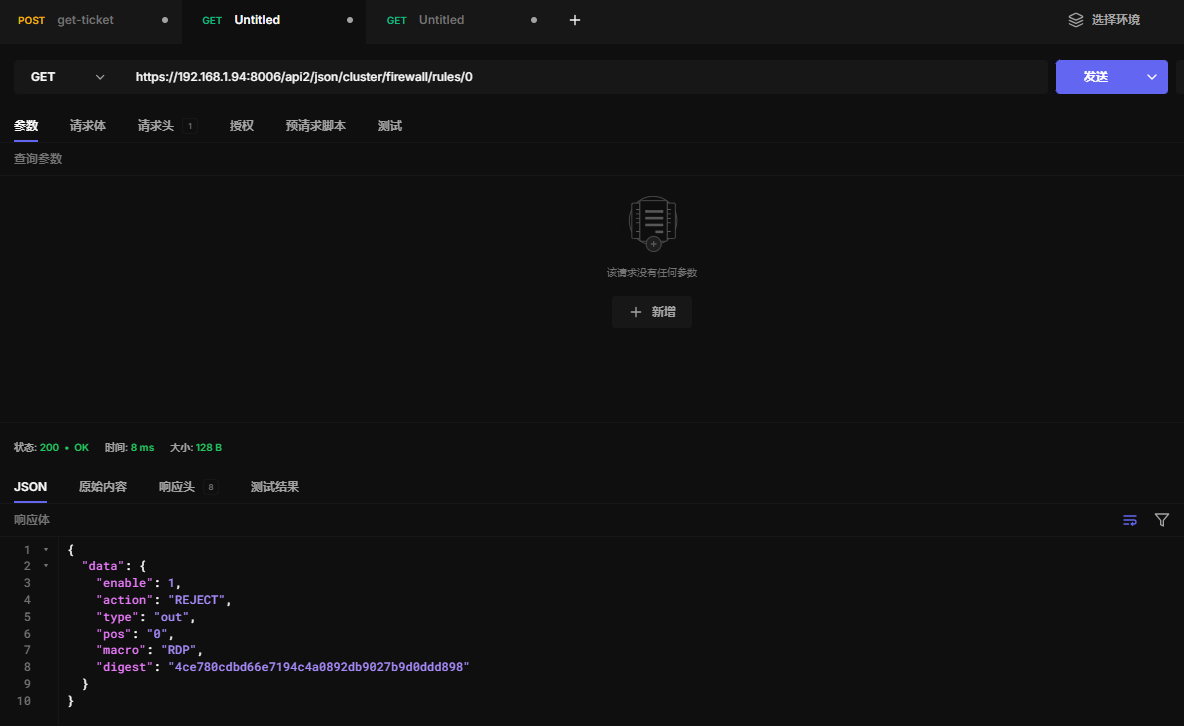 POST get-ticket GET Untitled GET Untitled 选择环境
GET https://192.168.1.94:8006/api2/json/cluster/firewall/rules/0 发送
参数 请求体 请求头 1 授权 预请求脚本 测试
查询参数
该请求没有任何参数
新增
状态: 200 • OK 时间: 8 ms 大小: 128 B
JSON 原始内容 响应头 8 测试结果
响应体
1 {
2 "data": {
3 "enable": 1,
4 "action": "REJECT",
5 "type": "out",
6 "pos": "0",
7 "macro": "RDP",
8 "digest": "4ce780cdbd66e7194c4a0892db9027b9d0ddd898"
9 }
10 }